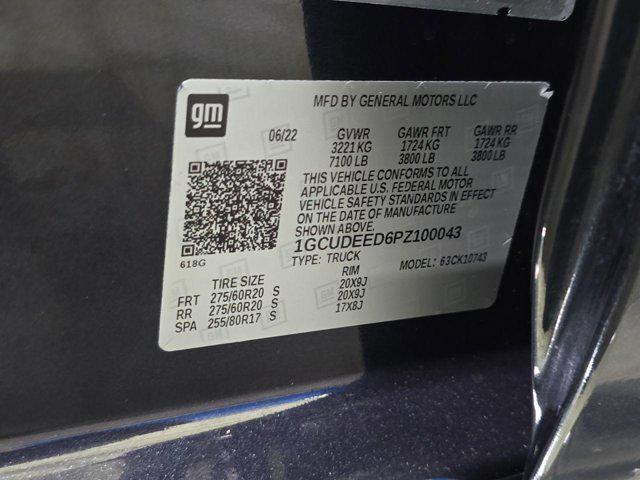 gm
MFD BY GENERAL MOTORS LLC
06/22 GVWR GAWR FRT GAWR RR
3221 KG 1724 KG 1724 KG
7100 LB 3800 LB 3800 LB
THIS VEHICLE CONFORMS TO ALL
APPLICABLE U.S. FEDERAL MOTOR
VEHICLE SAFETY STANDARDS IN EFFECT
ON THE DATE OF MANUFACTURE
SHOWN ABOVE.
1GCUDEED6PZ100043
618G
TYPE: TRUCK MODEL: 63CK10743
TIRE SIZE RIM
FRT 275/60R20 S 20X9J
RR 275/60R20 S 20X9J
SPA 255/80R17 S 17X8J